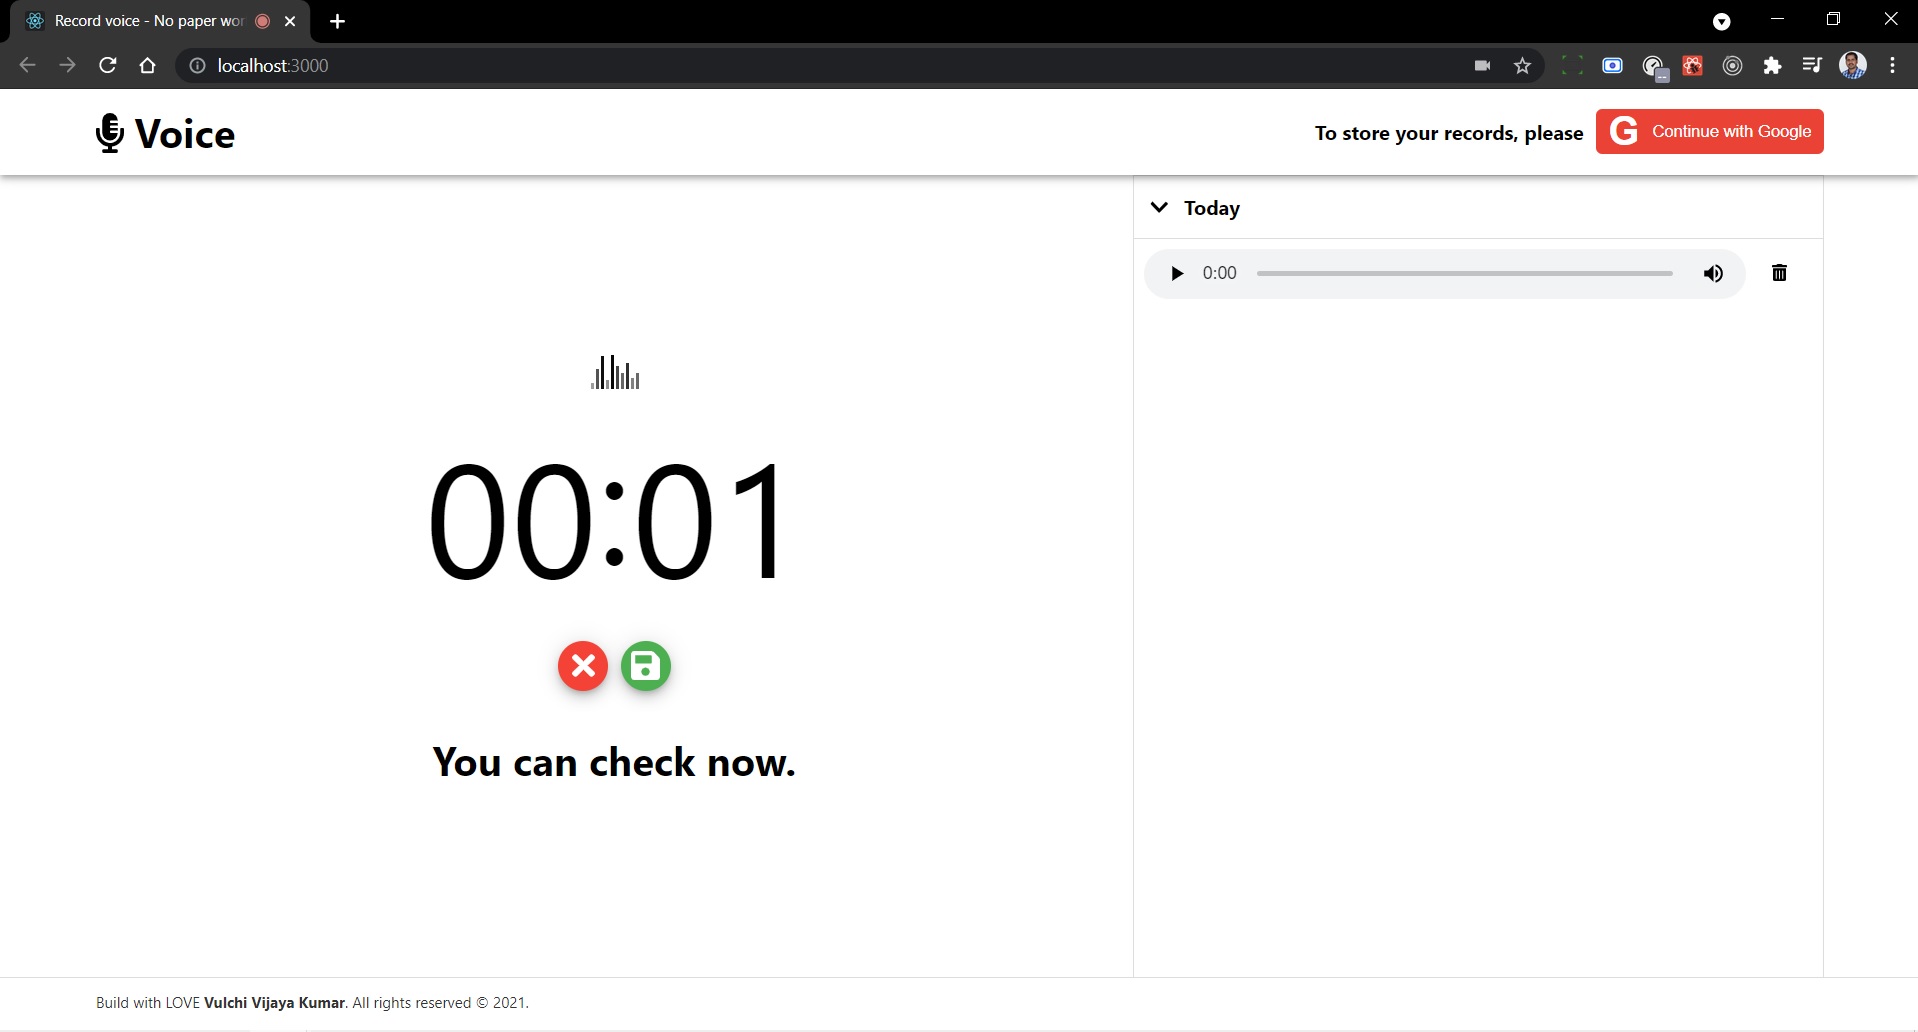 Record voice - No paper wor
localhost:3000
Voice
To store your records, please
G Continue with Google
Today
0:00
00:01
You can check now.
Build with LOVE Vulchi Vijaya Kumar. All rights reserved © 2021.